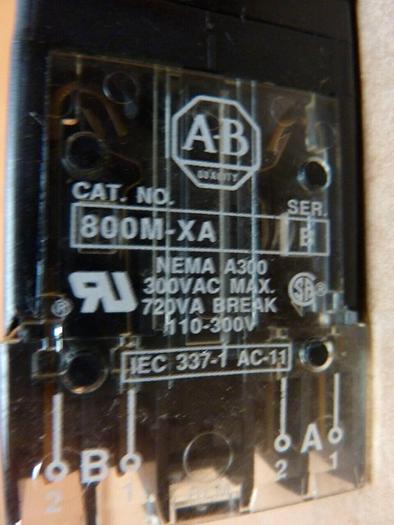 A-B
QUALITY
CAT. NO.
SER.
800M-XA
B
NEMA A300
300VAC MAX.
720VA BREAK
110-300V
®
IEC 337-1 AC-11
B
A
2
1
2
1